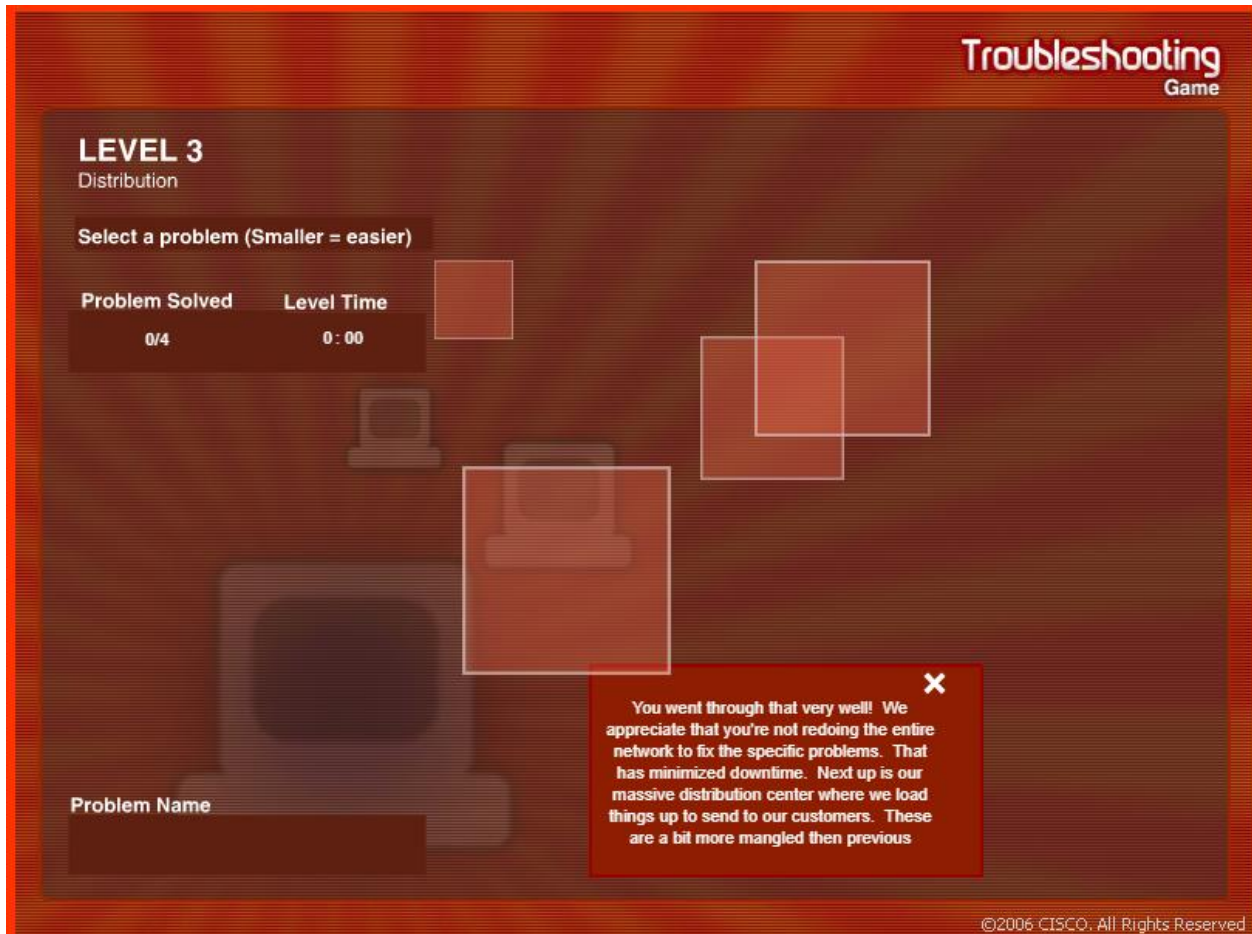 Troubleshooting
Game
LEVEL 3
Distribution
Select a problem (Smaller = easier)
Problem Solved
Level Time
0/4
0 : 00
You went through that very well! We
appreciate that you're not redoing the entire
network to fix the specific problems. That
has minimized downtime. Next up is our
massive distribution center where we load
things up to send to our customers. These
are a bit more mangled then previous
Problem Name
©2006 CISCO. All Rights Reserved